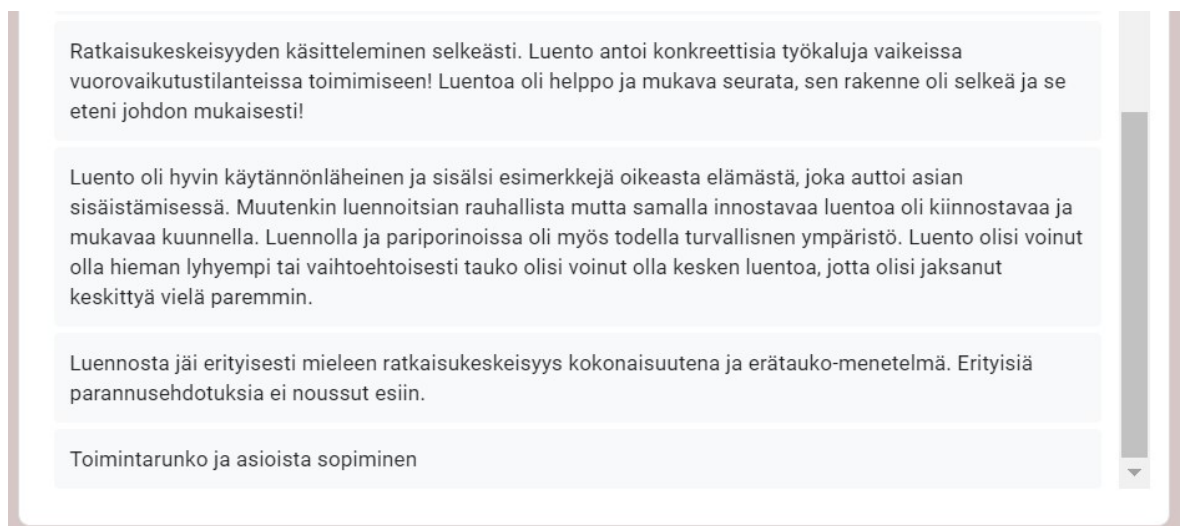 Ratkaisukeskeisyyden käsitteleminen selkeästi. Luento antoi konkreettisia työkaluja vaikeissa
vuorovaikutustilanteissa toimimiseen! Luentoa oli helppo ja mukava seurata, sen rakenne oli selkeä ja se
eteni johdon mukaisesti!
Luento oli hyvin käytännönläheinen ja sisälsi esimerkkejä oikeasta elämästä, joka auttoi asian
sisäistämisessä. Muutenkin luennoitsian rauhallista mutta samalla innostavaa luentoa oli kiinnostavaa ja
mukavaa kuunnella. Luennolla ja pariporinoissa oli myös todella turvallisnen ympäristö. Luento olisi voinut
olla hieman lyhyempi tai vaihtoehtoisesti tauko olisi voinut olla kesken luentoa, jotta olisi jaksanut
keskittyä vielä paremmin.
Luennosta jäi erityisesti mieleen ratkaisukeskeisyys kokonaisuutena ja erätauko-menetelmä. Erityisiä
parannusehdotuksia ei noussut esiin.
Toimintarunko ja asioista sopiminen